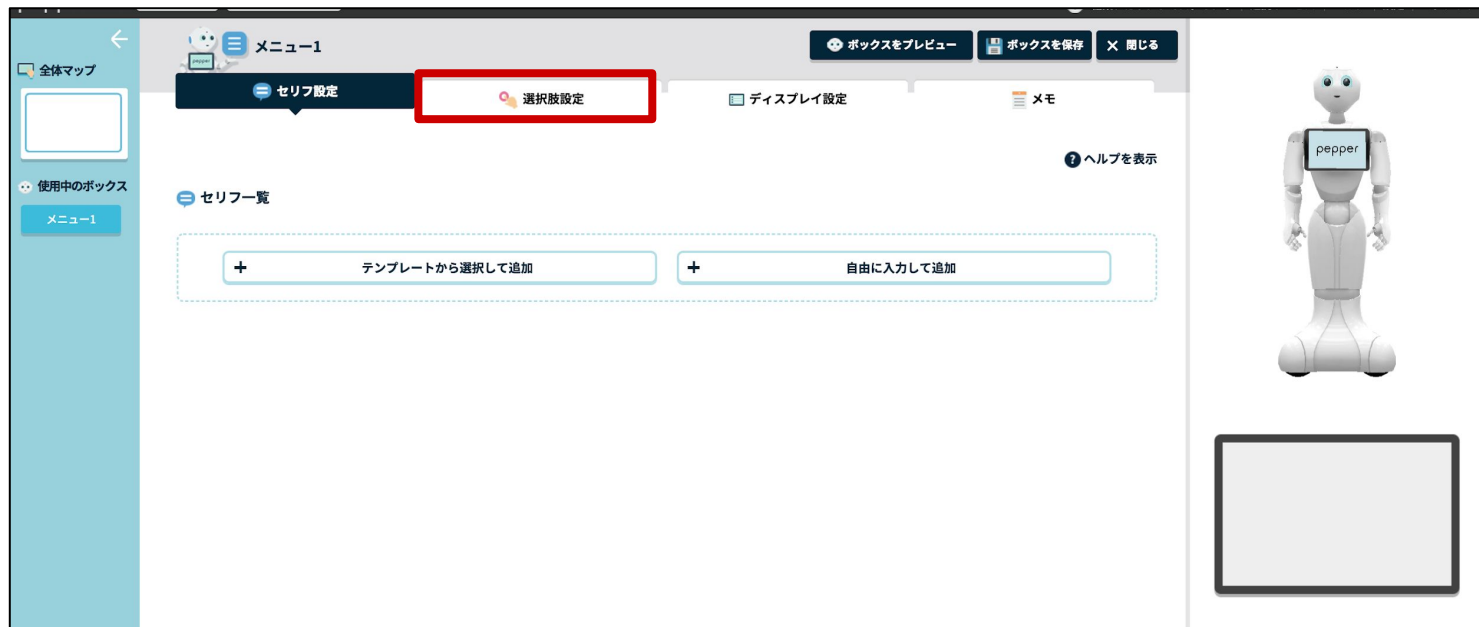 全体マップ
使用中のボックス
メニュー1
pepper
メニュー1
ボックスをプレビュー
ボックスを保存
× 閉じる
セリフ設定
選択肢設定
ディスプレイ設定
メモ
? ヘルプを表示
セリフ一覧
+ テンプレートから選択して追加
+ 自由に入力して追加
pepper